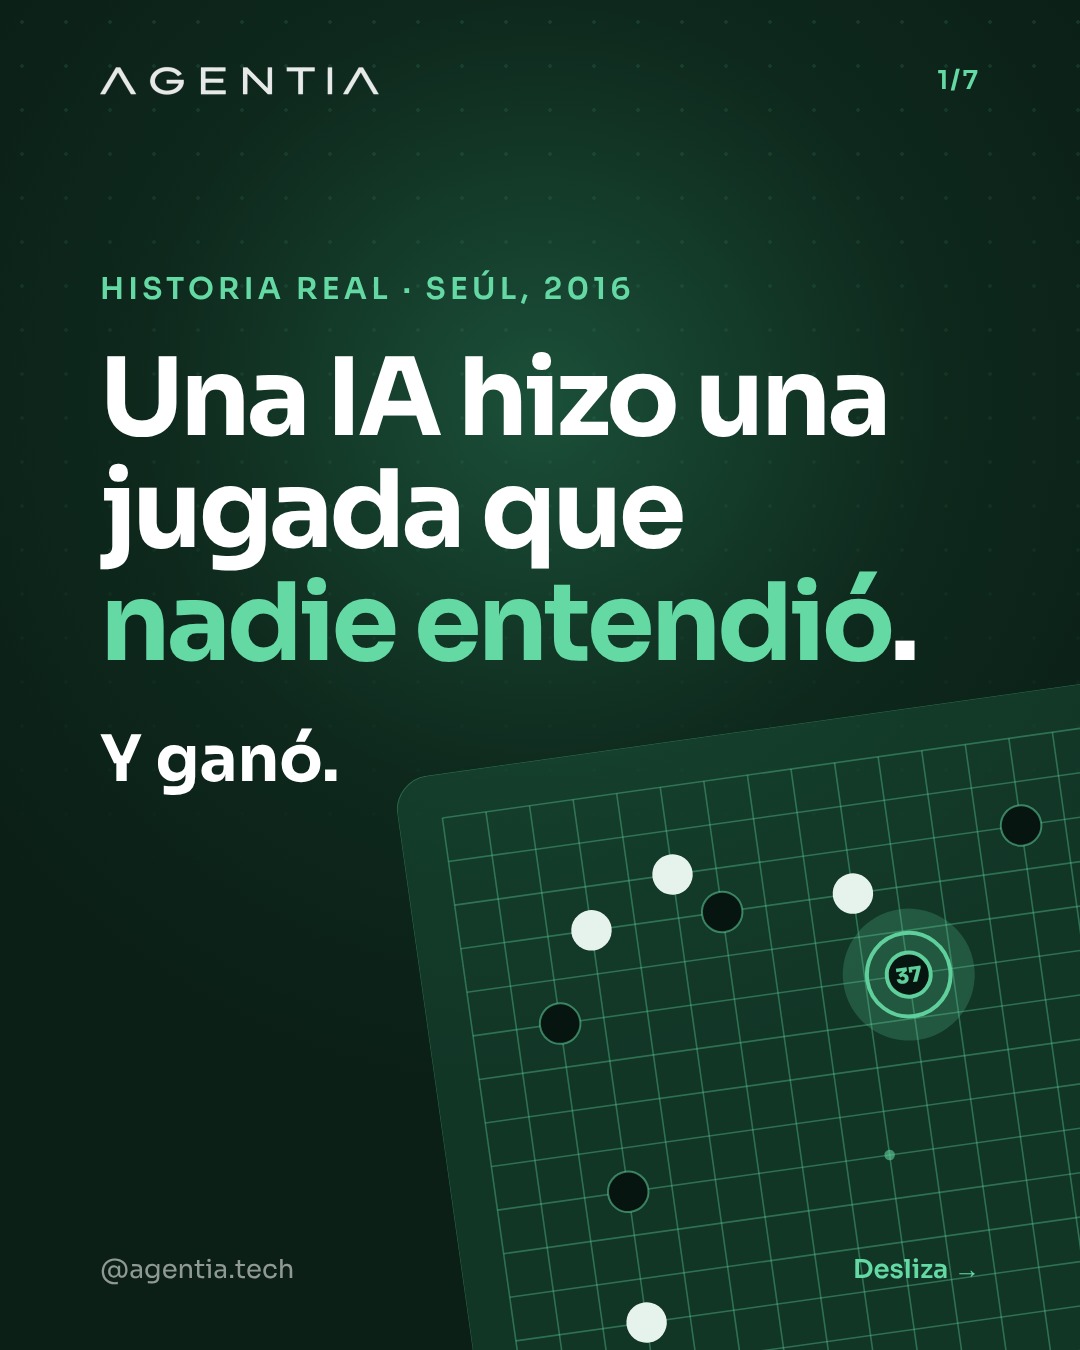 AGENTIA
1/7
HISTORIA REAL · SEÚL, 2016
Una IA hizo una
jugada que
nadie entendió.
Y ganó.
37
@agentia.tech
Desliza →